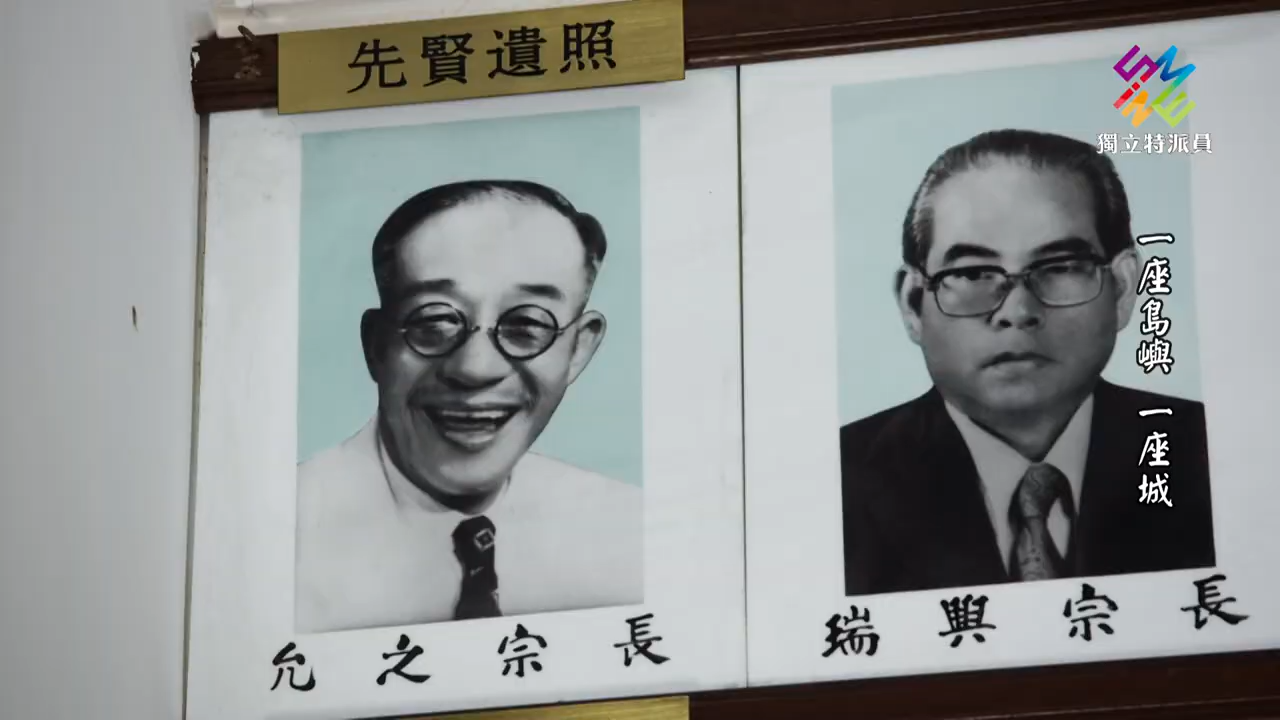 先賢遺照
SiNE
獨立特派員
一座島嶼 一座城
允之宗長
瑞興宗長